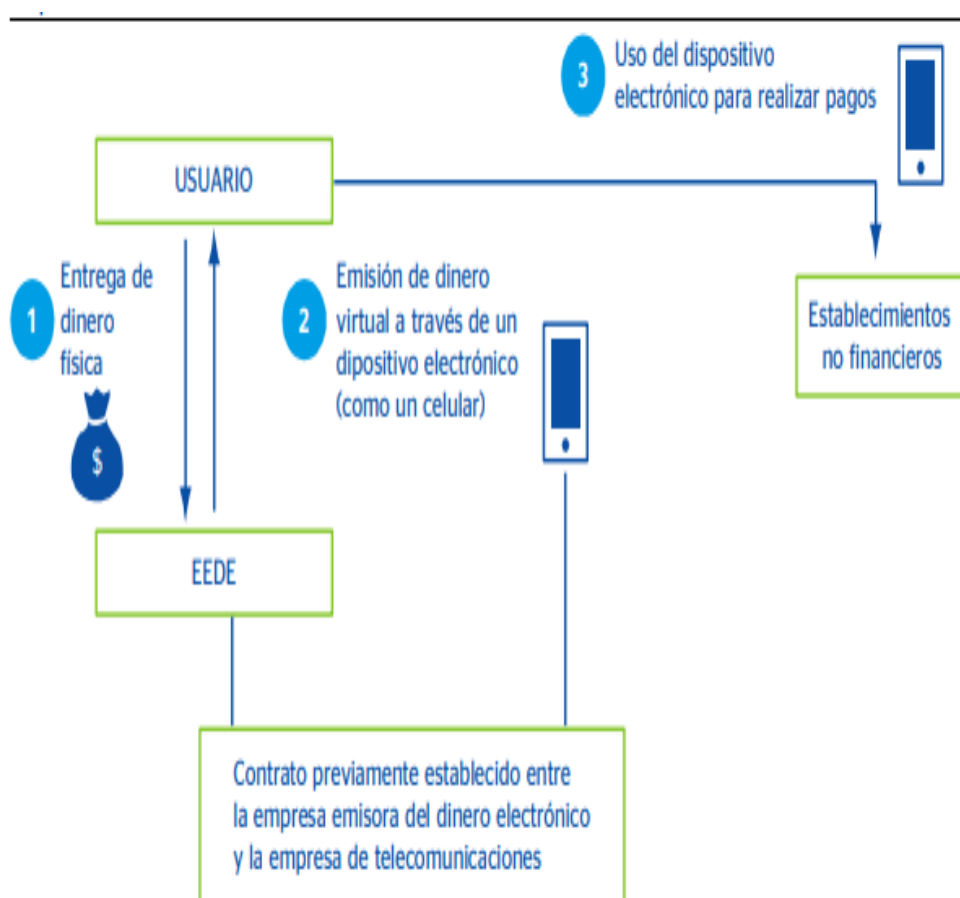 3
Uso del dispositivo
electrónico para realizar pagos
USUARIO
1
Entrega de
dinero
física
$
2
Emisión de dinero
virtual a través de un
dipositivo electrónico
(como un celular)
Establecimientos
no financieros
EEDE
Contrato previamente establecido entre
la empresa emisora del dinero electrónico
y la empresa de telecomunicaciones